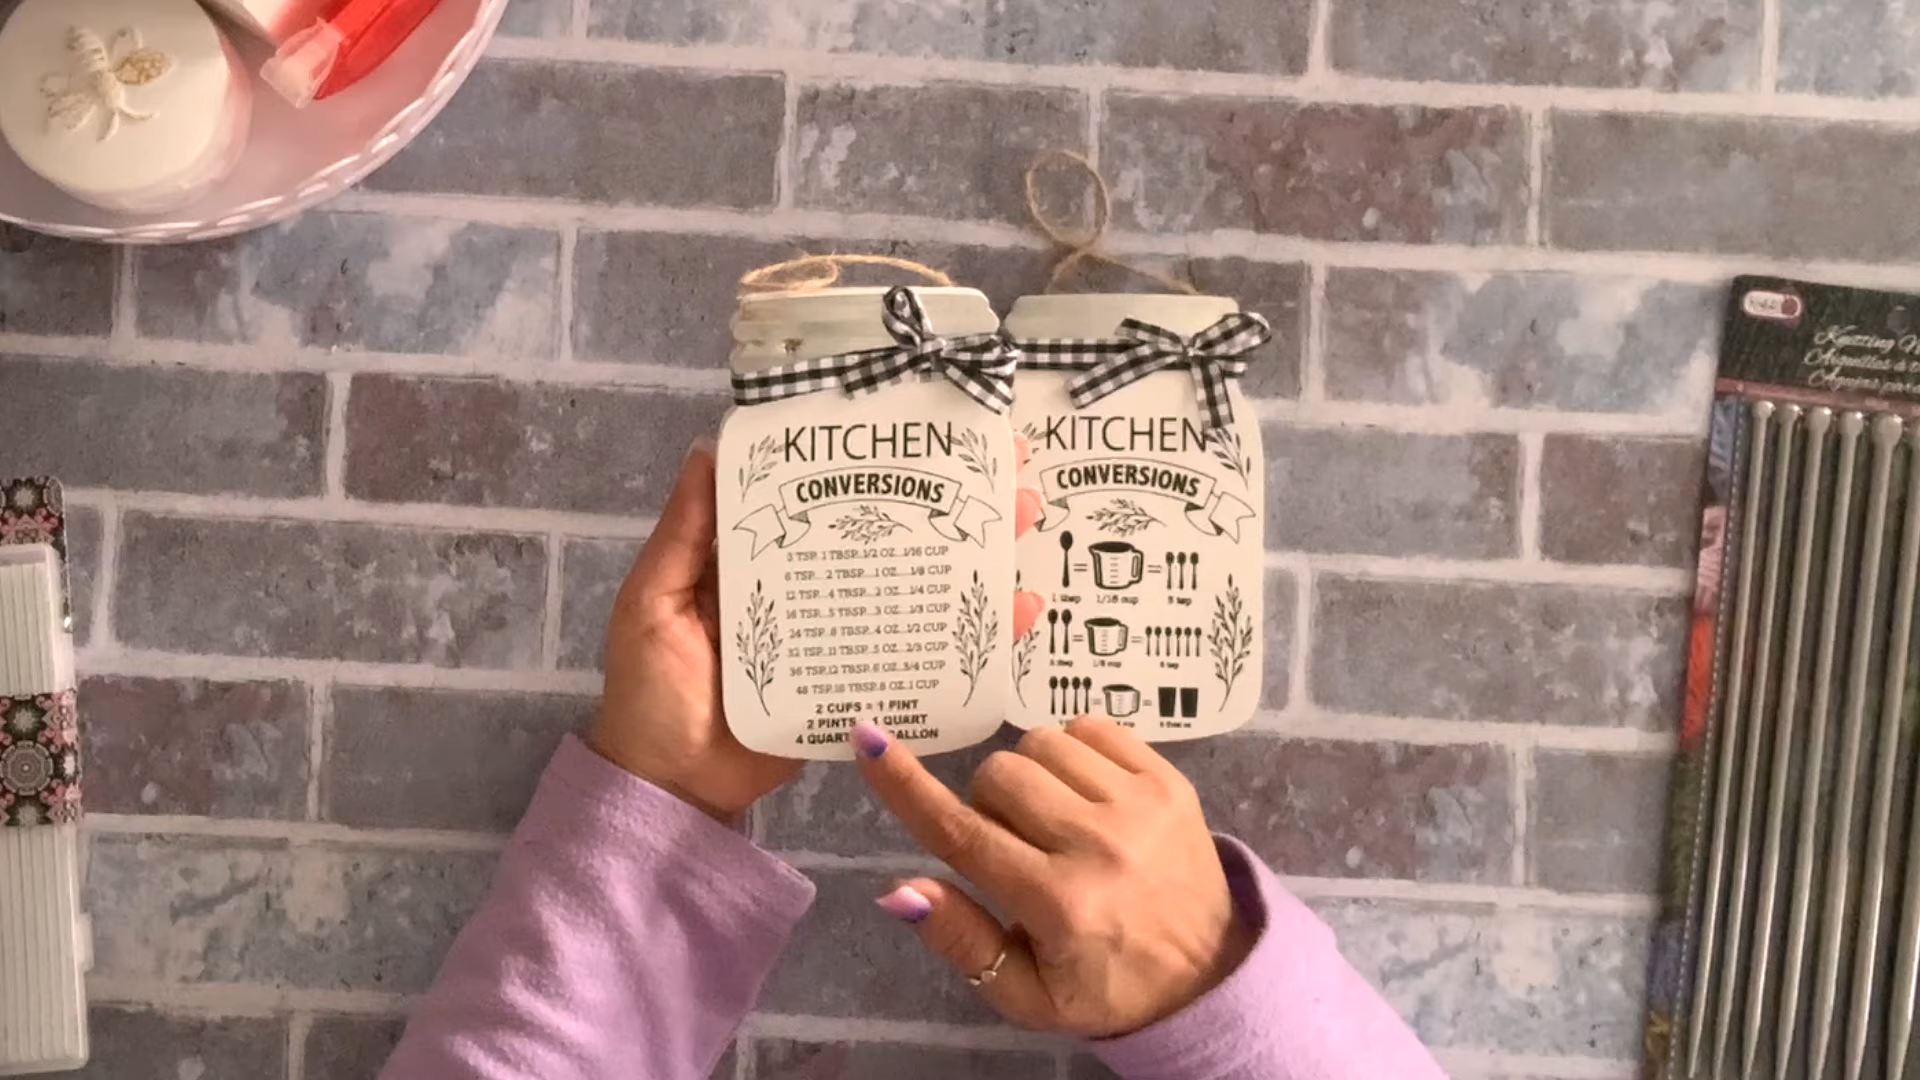 KITCHEN
CONVERSIONS
3 TSP..1 TBSP..1/2 OZ...1/16 CUP
6 TSP....2 TBSP....1 OZ.....1/8 CUP
12 TSP...4 TBSP....2 OZ.....1/4 CUP
16 TSP...5 TBSP....3 OZ.....1/3 CUP
24 TSP..8 TBSP...4 OZ....1/2 CUP
32 TSP..11 TBSP...5 OZ....2/3 CUP
36 TSP.12 TBSP.6 OZ..3/4 CUP
48 TSP.16 TBSP.8 OZ..1 CUP
2 CUPS = 1 PINT
2 PINTS = 1 QUART
4 QUART ALLON
KITCHEN
CONVERSIONS
1 tbsp 1/16 cup 3 tsp
1/8 cup 6 tsp
cup
Knitting